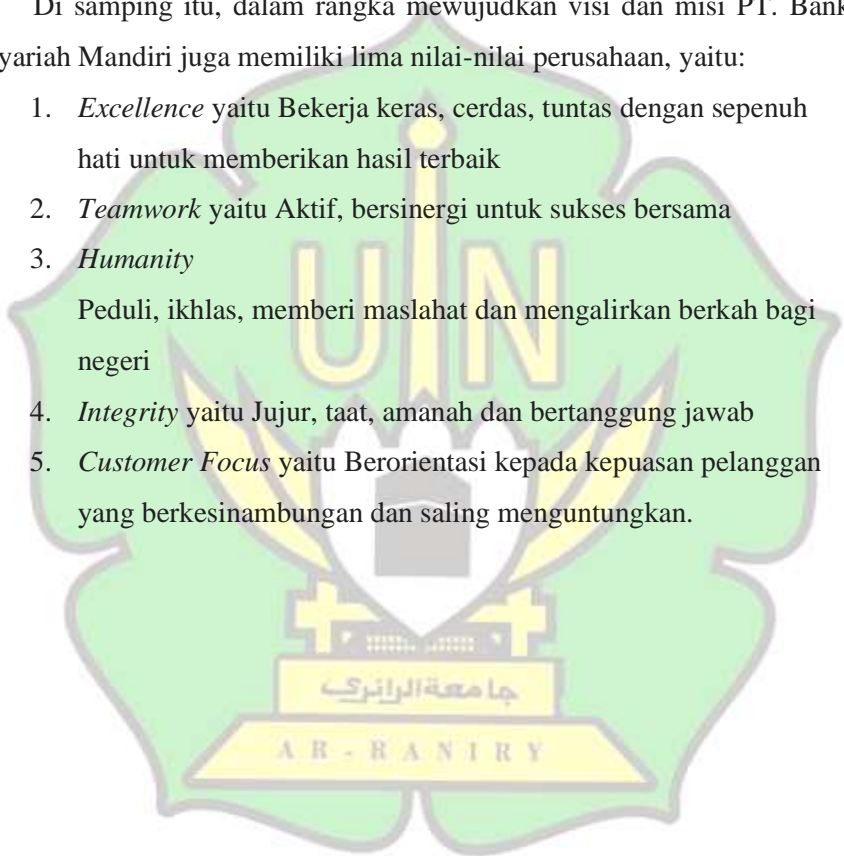 Di samping itu, dalam rangka mewujudkan visi dan misi PT. Bank
yariah Mandiri juga memiliki lima nilai-nilai perusahaan, yaitu:
1. Excellence yaitu Bekerja keras, cerdas, tuntas dengan sepenuh
hati untuk memberikan hasil terbaik
2. Teamwork yaitu Aktif, bersinergi untuk sukses bersama
3. Humanity
Peduli, ikhlas, memberi maslahat dan mengalirkan berkah bagi
negeri
4. Integrity yaitu Jujur, taat, amanah dan bertanggung jawab
5. Customer Focus yaitu Berorientasi kepada kepuasan pelanggan
yang berkesinambungan dan saling menguntungkan.
UIN
جامعة الرانري
AR-RANIRY